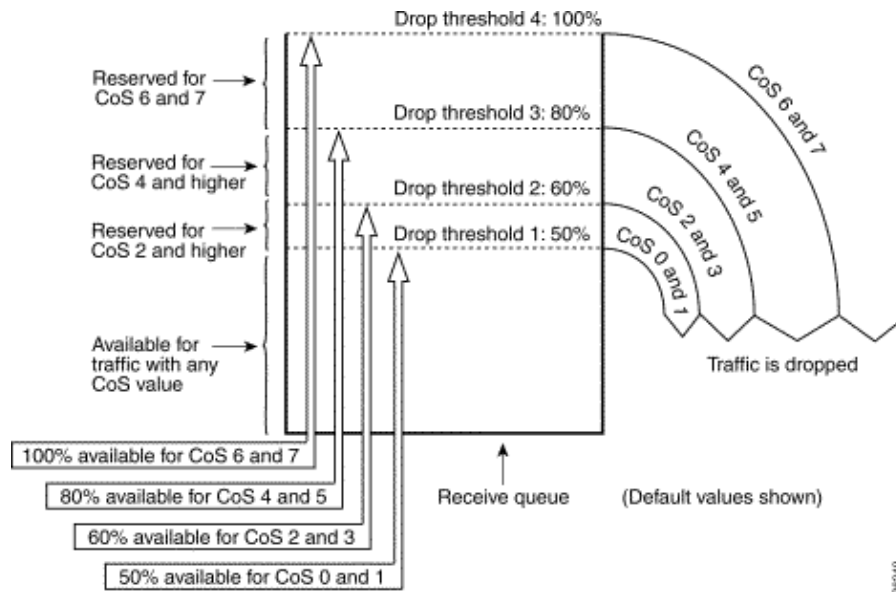 Drop threshold 4: 100%
Reserved for
CoS 6 and 7
Drop threshold 3: 80%
Reserved for
CoS 4 and higher
Drop threshold 2: 60%
Reserved for
CoS 2 and higher
Drop threshold 1: 50%
CoS 6 and 7
CoS 4 and 5
CoS 2 and 3
CoS 0 and 1
Available for
traffic with any
CoS value
Traffic is dropped
100% available for CoS 6 and 7
80% available for CoS 4 and 5
Receive queue
(Default values shown)
60% available for CoS 2 and 3
50% available for CoS 0 and 1